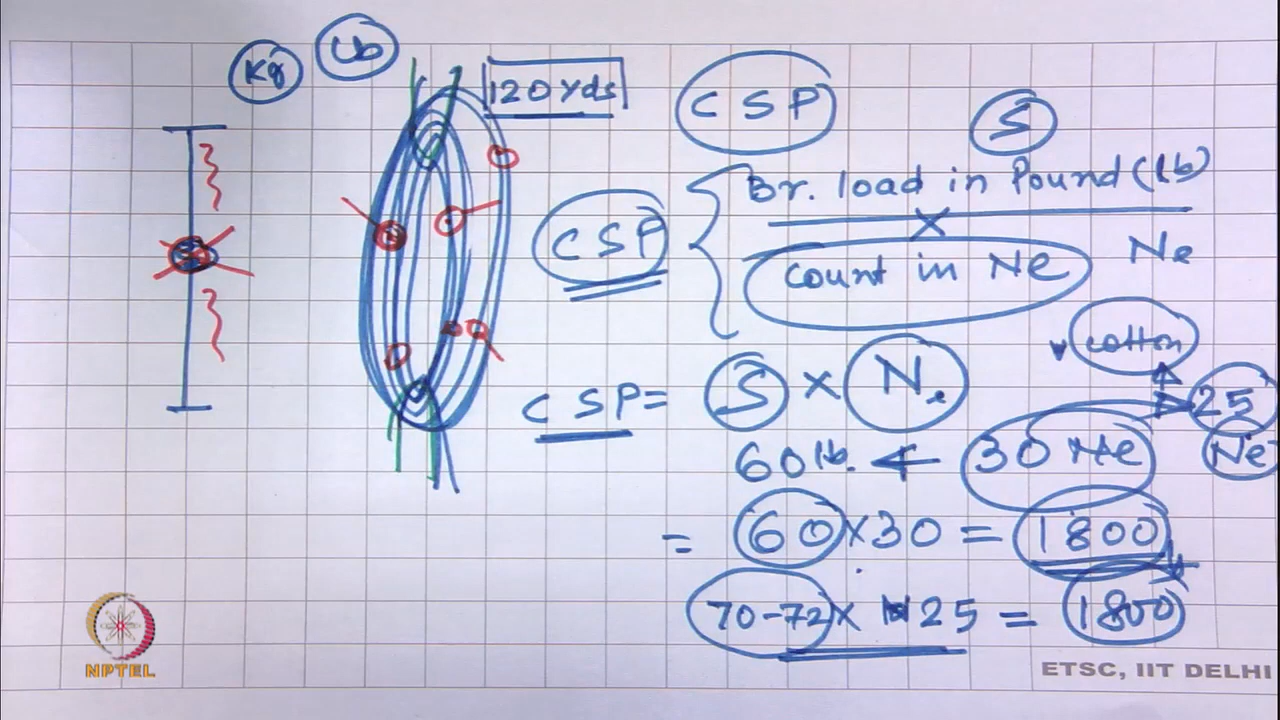 Kg
Lb
120 Yds
CSP
S
CSP
Br. load in Pound (lb)
×
count in Ne
Ne
cotton
CSP = S × Ne
25
Ne
60 lb. ← 30 Ne
= 60 × 30 = 1800
70-72 × 25 = 1800
NPTEL
ETSC, IIT DELHI